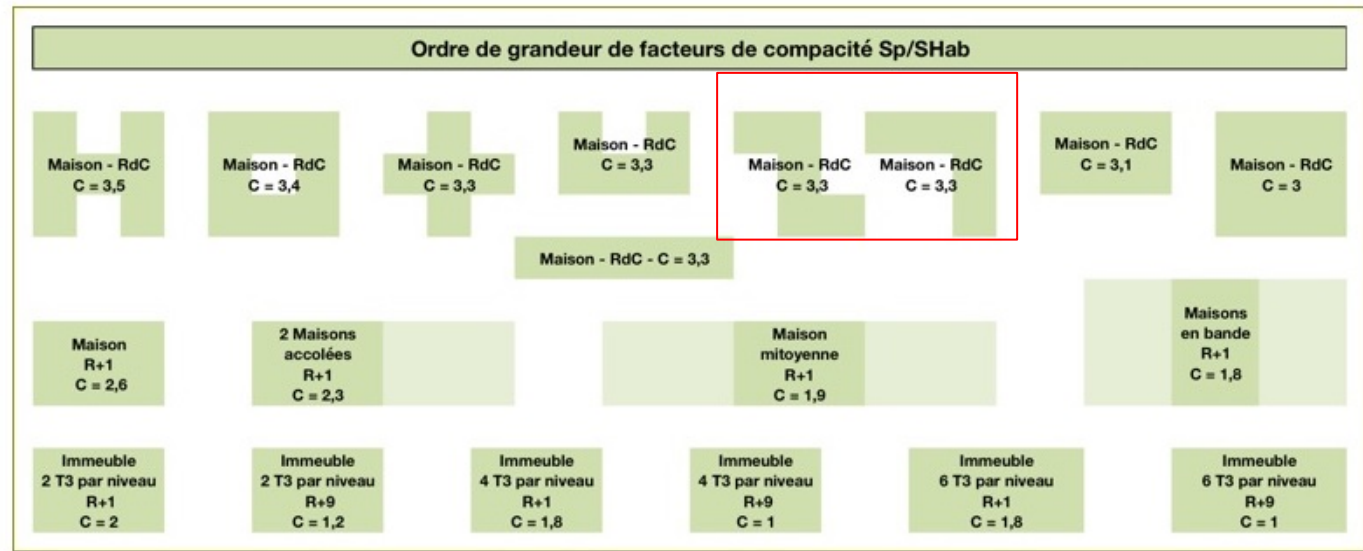 Ordre de grandeur de facteurs de compacité Sp/SHab
Maison - RdC
C = 3,5
Maison - RdC
C = 3,4
Maison - RdC
C = 3,3
Maison - RdC
C = 3,3
Maison - RdC
C = 3,3
Maison - RdC
C = 3,3
Maison - RdC
C = 3,1
Maison - RdC
C = 3
Maison - RdC - C = 3,3
Maison
R+1
C = 2,6
2 Maisons
accolées
R+1
C = 2,3
Maison
mitoyenne
R+1
C = 1,9
Maisons
en bande
R+1
C = 1,8
Immeuble
2 T3 par niveau
R+1
C = 2
Immeuble
2 T3 par niveau
R+9
C = 1,2
Immeuble
4 T3 par niveau
R+1
C = 1,8
Immeuble
4 T3 par niveau
R+9
C = 1
Immeuble
6 T3 par niveau
R+1
C = 1,8
Immeuble
6 T3 par niveau
R+9
C = 1